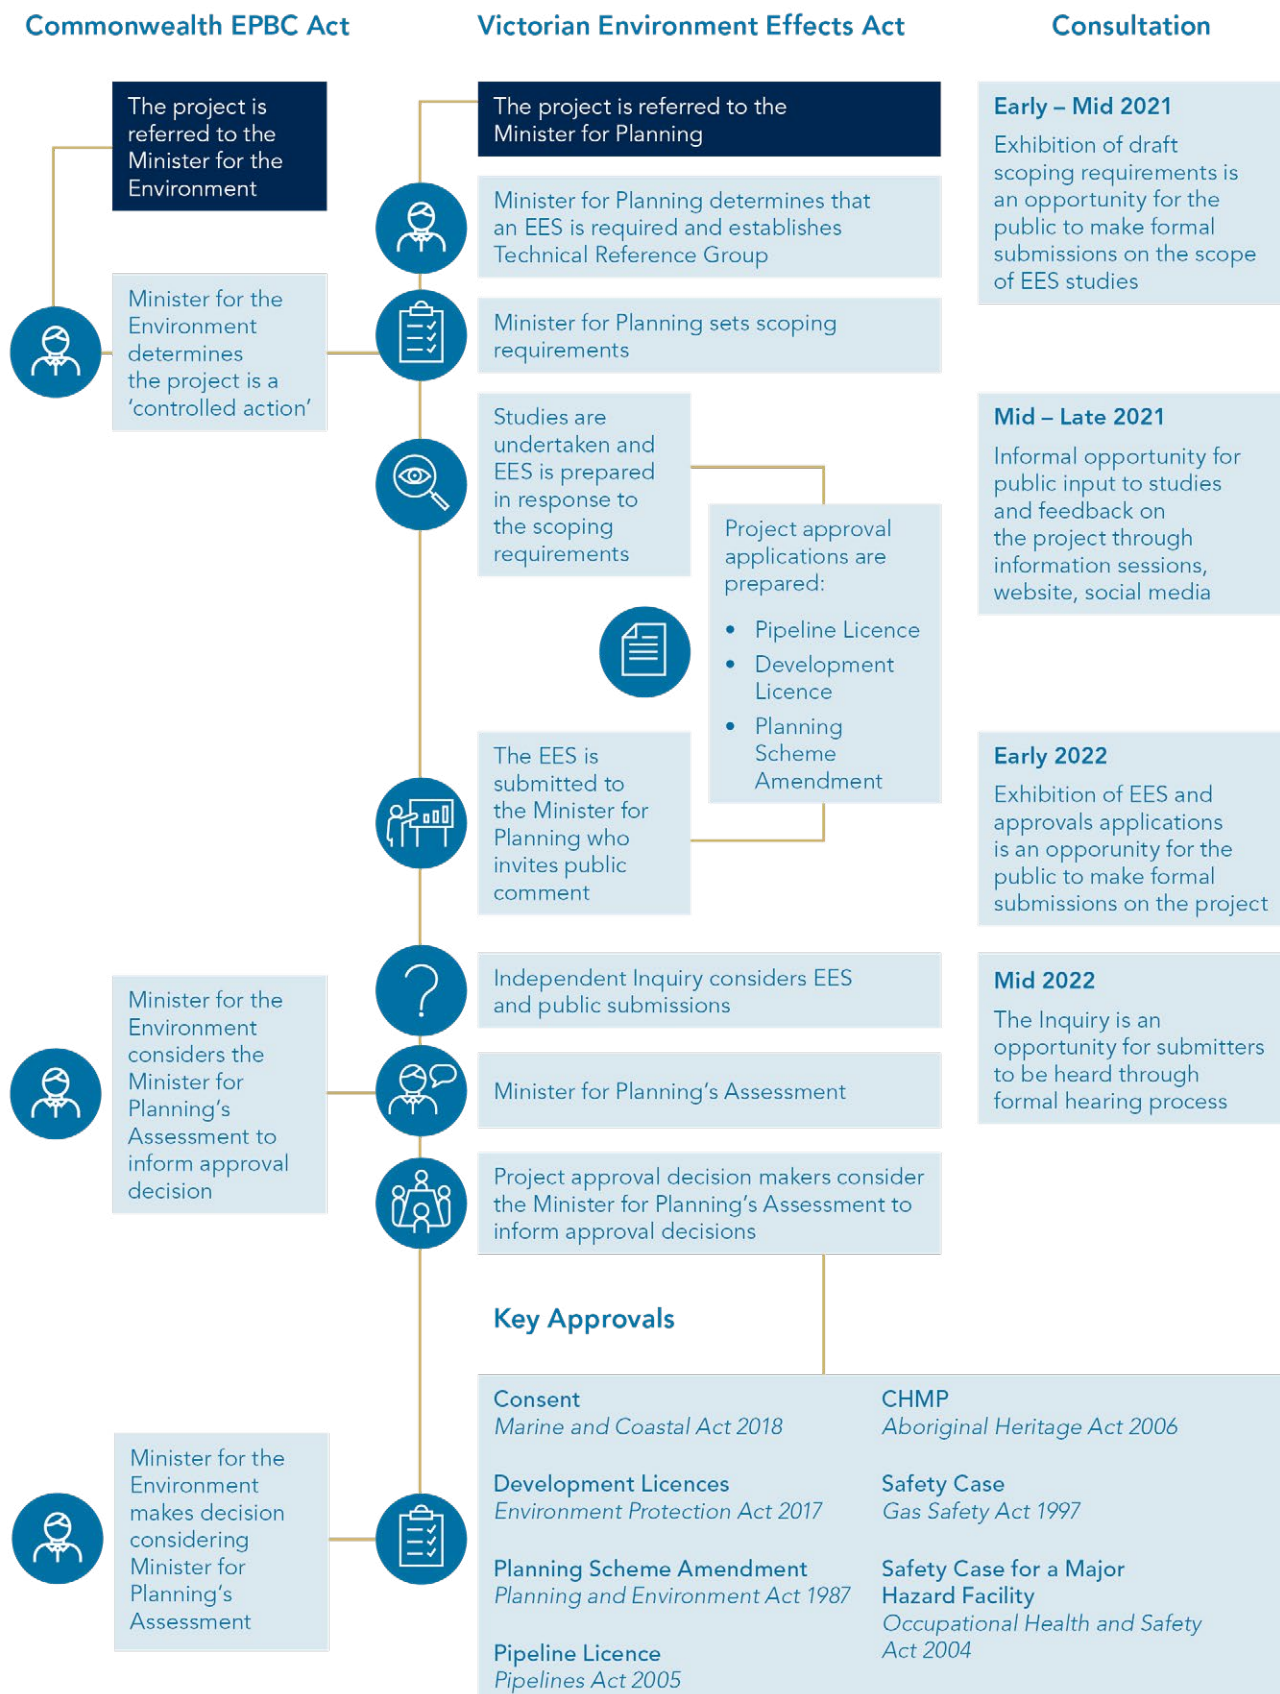 Commonwealth EPBC Act
The project is
referred to the
Minister for the
Environment
Minister for the
Environment
determines
the project is a
‘controlled action’
Minister for the
Environment
considers the
Minister for
Planning’s
Assessment to
inform approval
decision
Minister for the
Environment
makes decision
considering
Minister for
Planning’s
Assessment
Victorian Environment Effects Act
The project is referred to the
Minister for Planning
Minister for Planning determines that
an EES is required and establishes
Technical Reference Group
Minister for Planning sets scoping
requirements
Studies are
undertaken and
EES is prepared
in response to
the scoping
requirements
Project approval
applications are
prepared:
• Pipeline Licence
• Development
Licence
• Planning
Scheme
Amendment
The EES is
submitted to
the Minister for
Planning who
invites public
comment
Independent Inquiry considers EES
and public submissions
?
Minister for Planning’s Assessment
Project approval decision makers consider
the Minister for Planning’s Assessment to
inform approval decisions
Consultation
Early – Mid 2021
Exhibition of draft
scoping requirements is
an opportunity for the
public to make formal
submissions on the scope
of EES studies
Mid – Late 2021
Informal opportunity for
public input to studies
and feedback on
the project through
information sessions,
website, social media
Early 2022
Exhibition of EES and
approvals applications
is an opporunity for the
public to make formal
submissions on the project
Mid 2022
The Inquiry is an
opportunity for submitters
to be heard through
formal hearing process
Key Approvals
Consent
Marine and Coastal Act 2018
Development Licences
Environment Protection Act 2017
Planning Scheme Amendment
Planning and Environment Act 1987
Pipeline Licence
Pipelines Act 2005
CHMP
Aboriginal Heritage Act 2006
Safety Case
Gas Safety Act 1997
Safety Case for a Major
Hazard Facility
Occupational Health and Safety
Act 2004